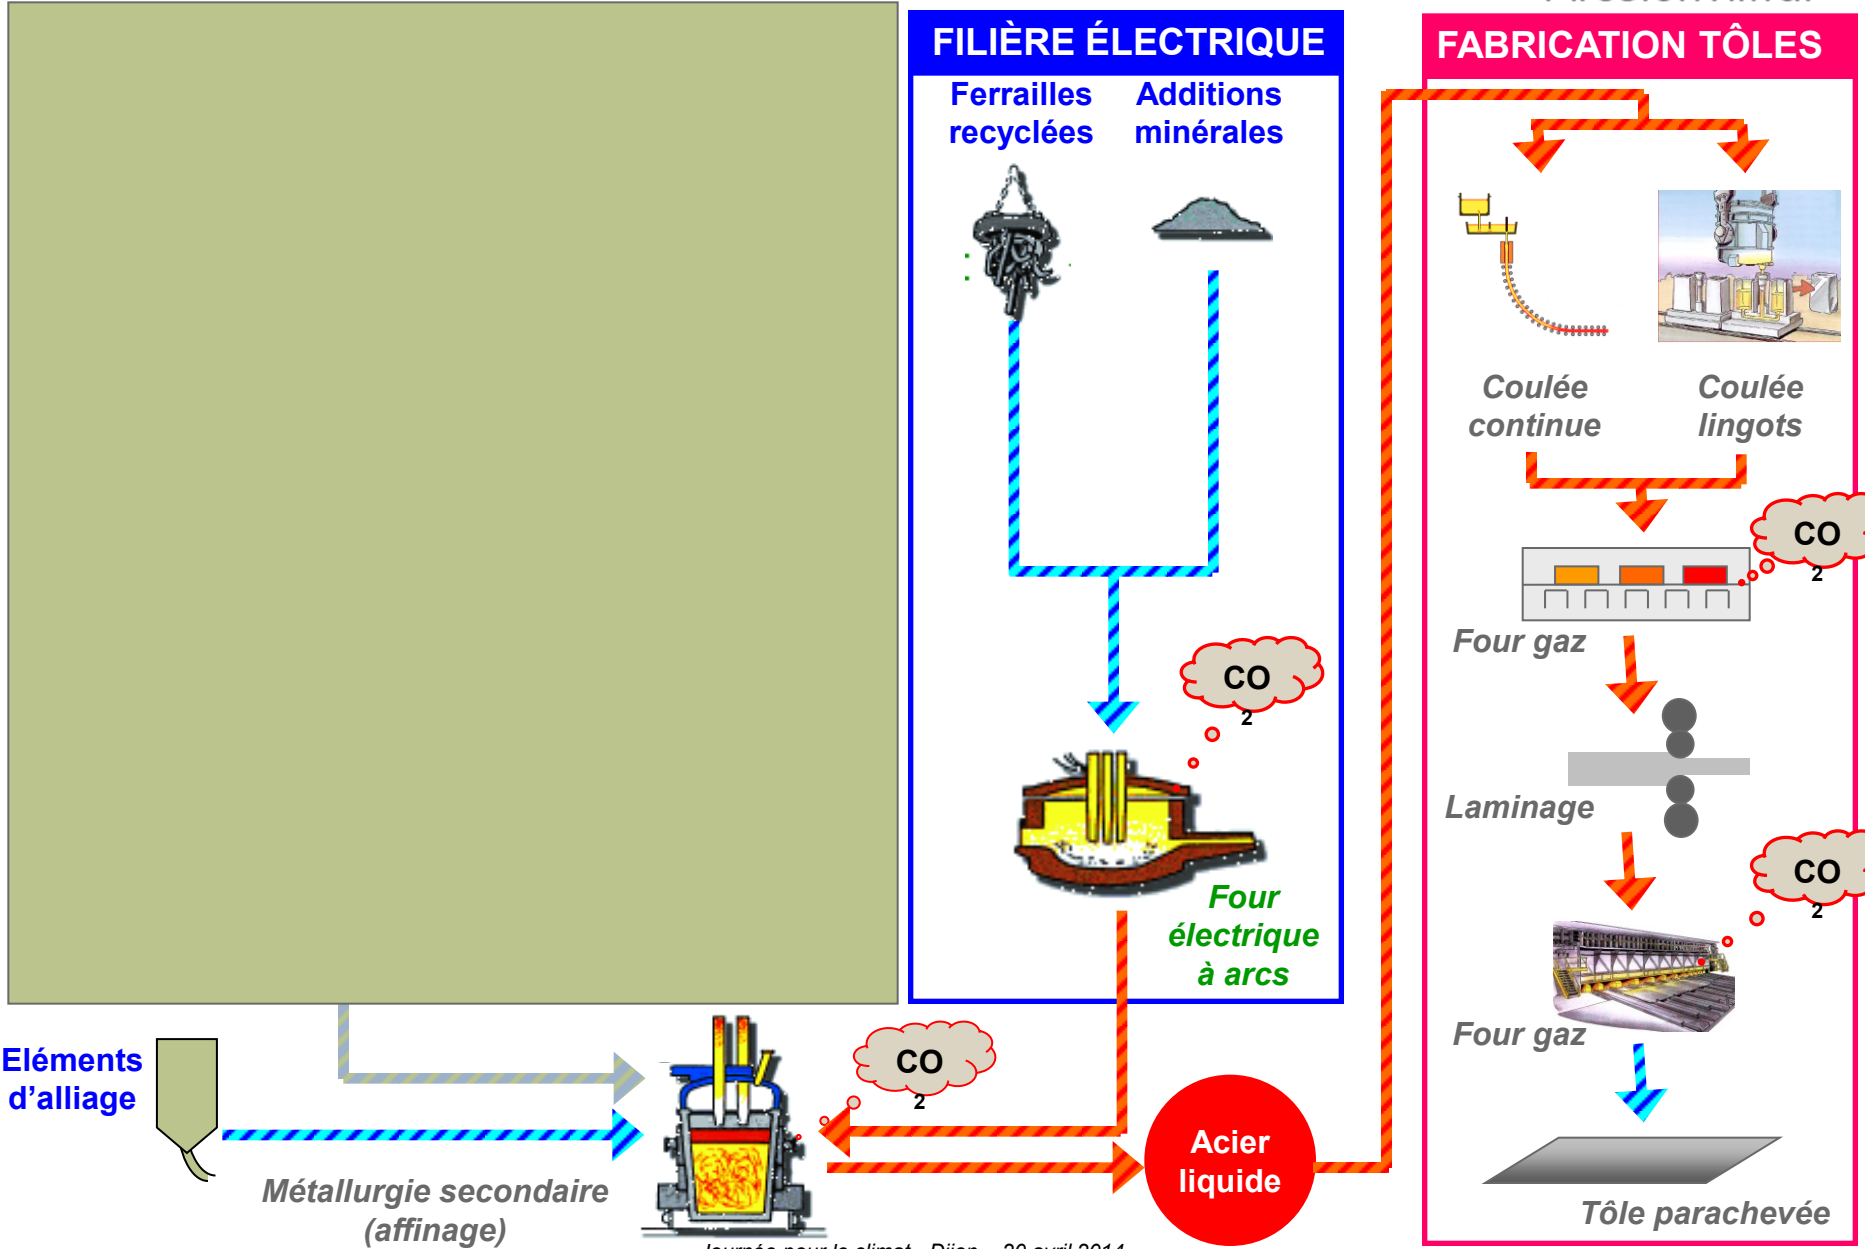 FILIÈRE ÉLECTRIQUE
Ferrailles
recyclées
Additions
minérales
CO
2
Four
électrique
à arcs
Eléments
d’alliage
Métallurgie secondaire
(affinage)
CO
2
Acier
liquide
FABRICATION TÔLES
Coulée
continue
Coulée
lingots
CO
2
Four gaz
Laminage
CO
2
Four gaz
Tôle parachevée